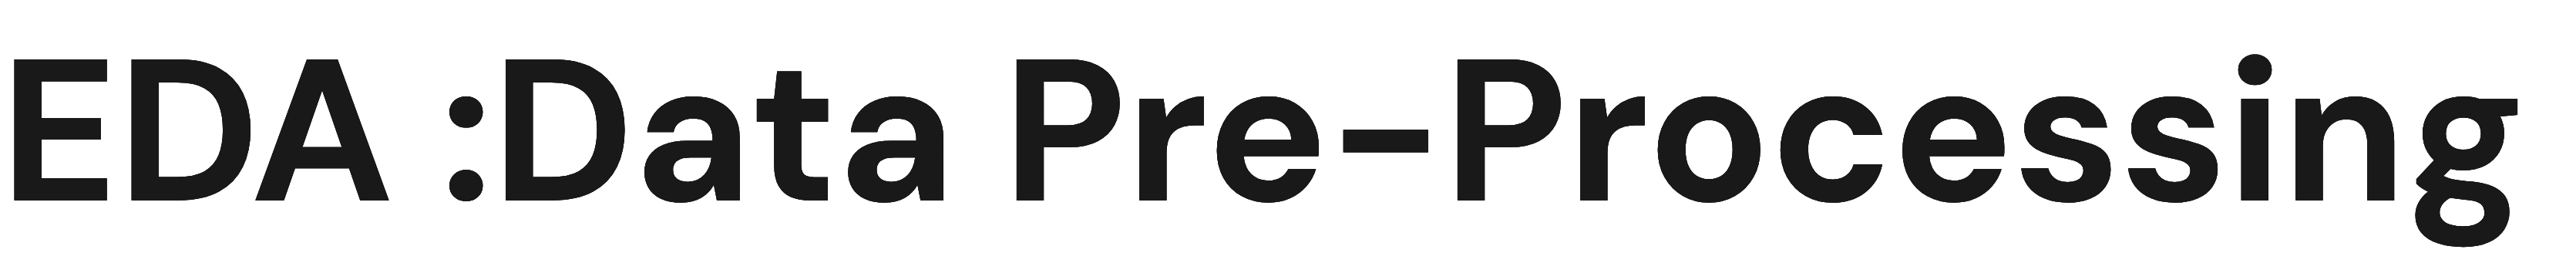 EDA :Data Pre-Processing